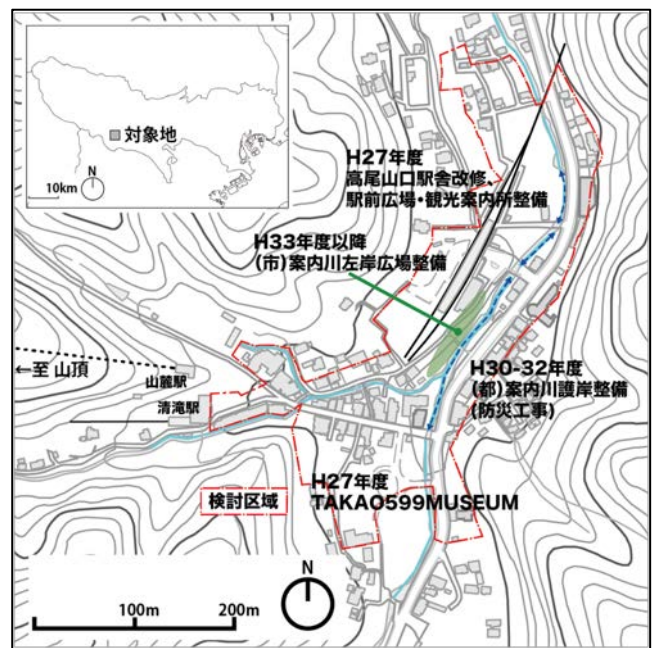 対象地
N
10km
H27年度
高尾山口駅舎改修、
駅前広場・観光案内所整備
H33年度以降
(市)案内川左岸広場整備
←至 山頂
山麓駅
清滝駅
H30-32年度
(都)案内川護岸整備
(防災工事)
H27年度
TAKAO599MUSEUM
検討区域
N
100m
200m